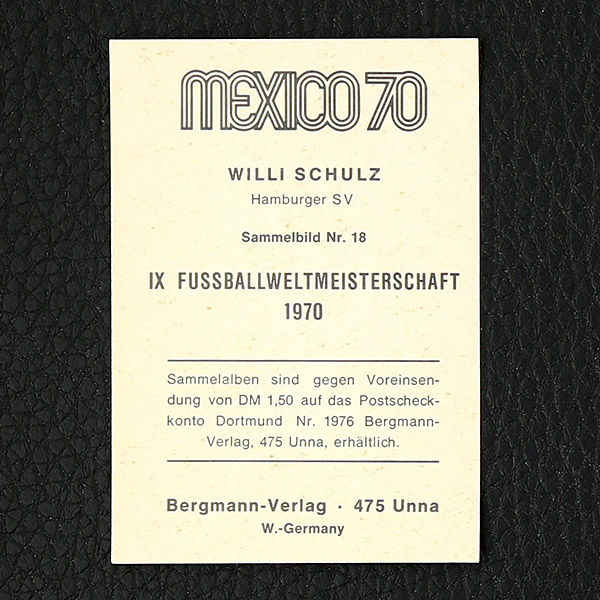 MEXICO 70
WILLI SCHULZ
Hamburger SV
Sammelbild Nr. 18
IX FUSSBALLWELTMEISTERSCHAFT
1970
Sammelalben sind gegen Voreinsen-
dung von DM 1,50 auf das Postscheck-
konto Dortmund Nr. 1976 Bergmann-
Verlag, 475 Unna, erhältlich.
Bergmann-Verlag · 475 Unna
W.-Germany